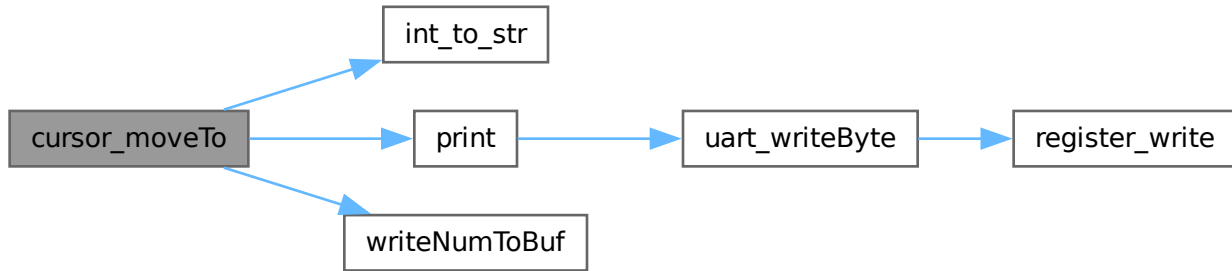 int_to_str
cursor_moveTo
print
uart_writeByte
register_write
writeNumToBuf